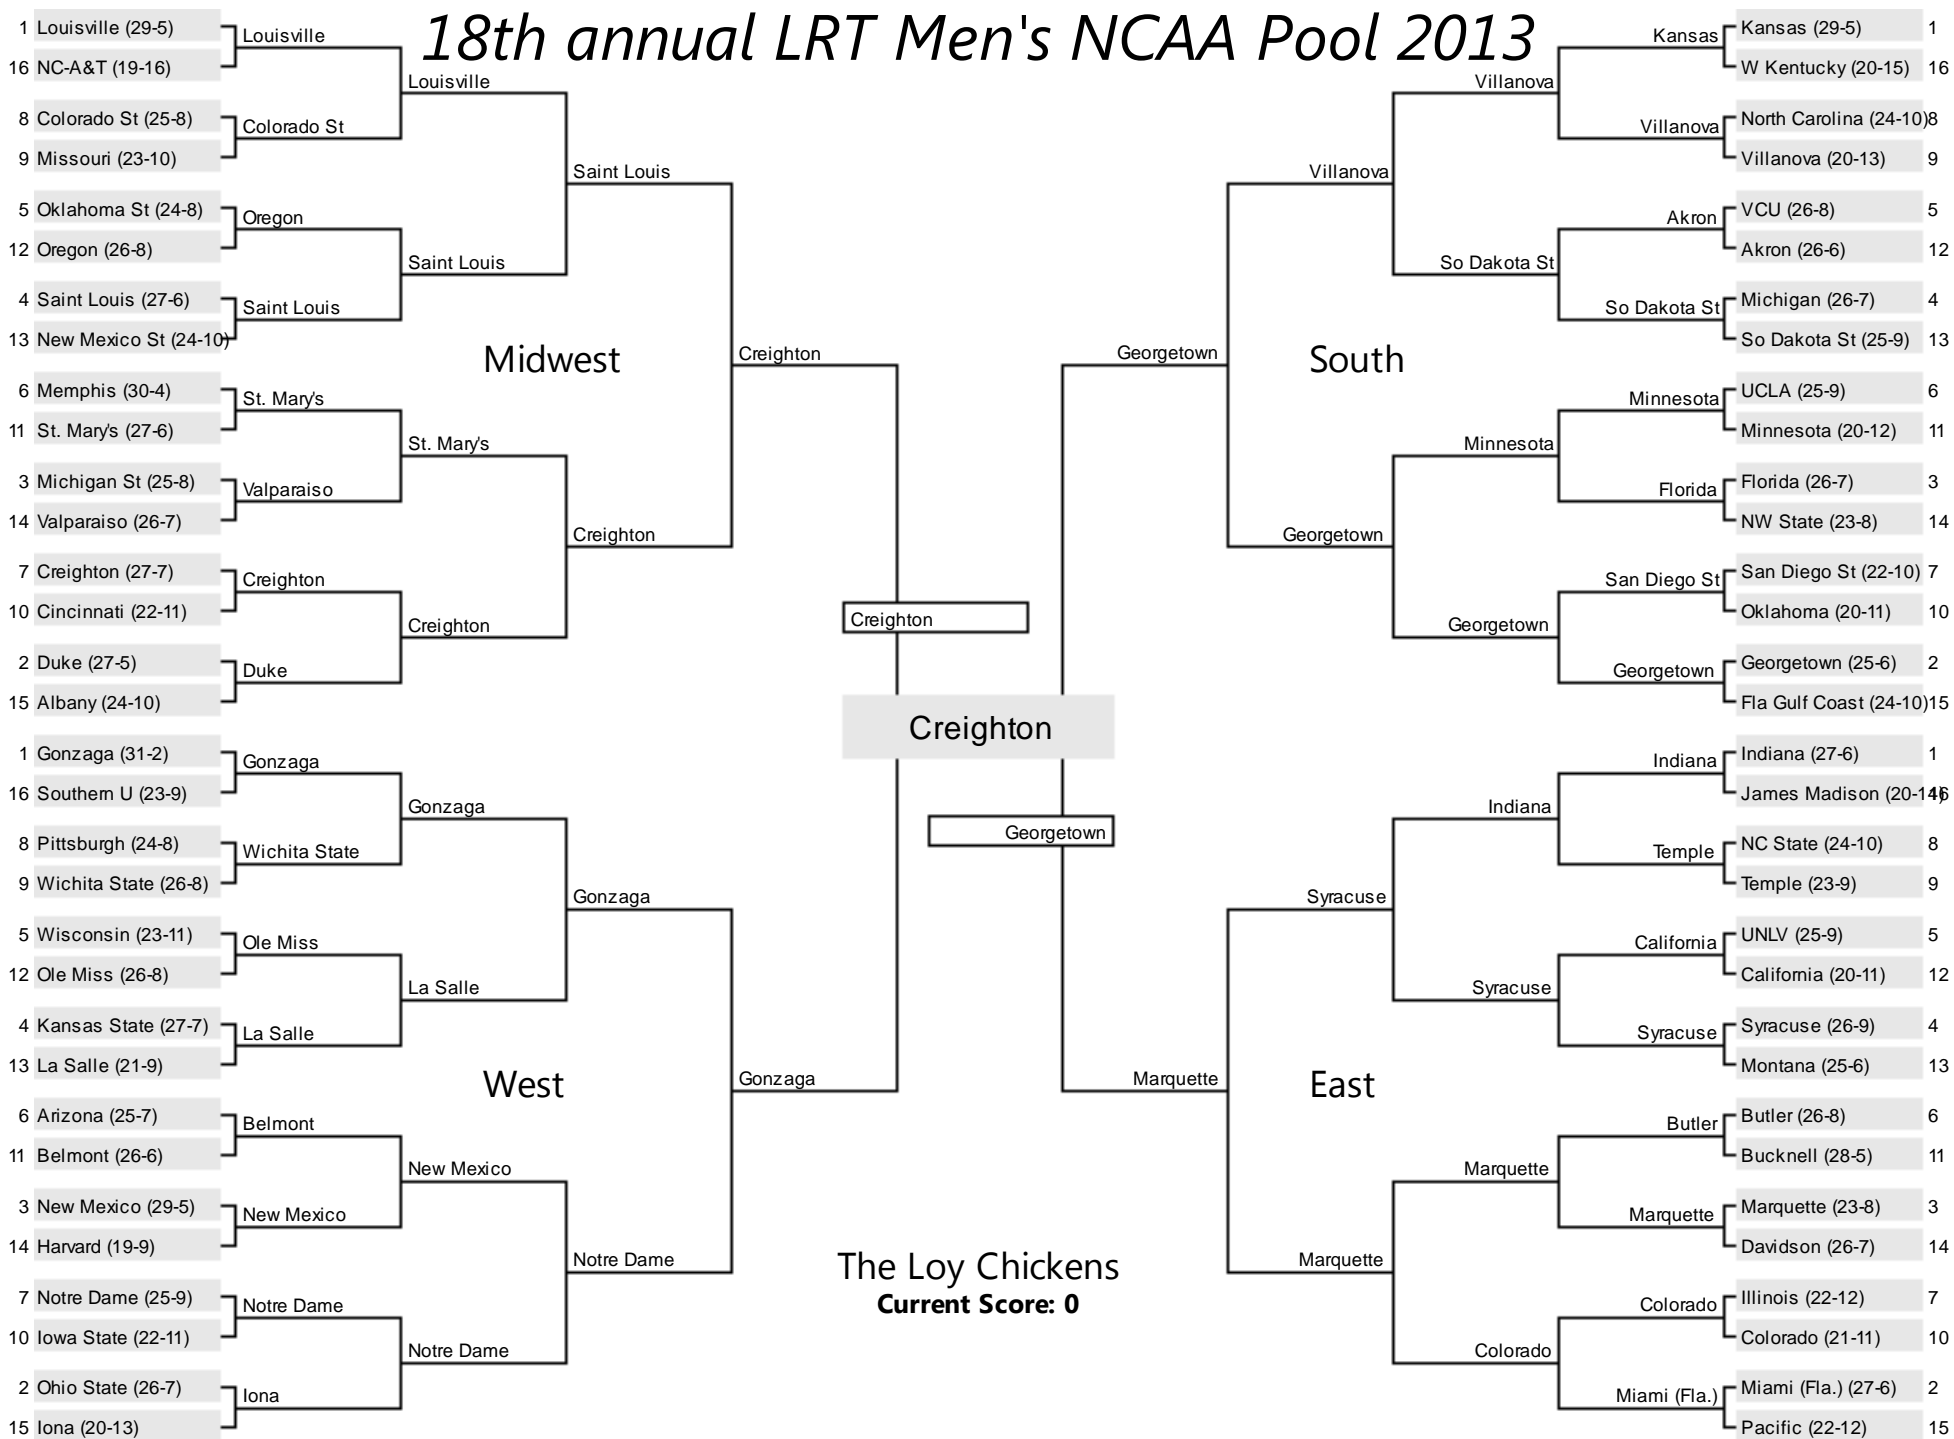 18th annual LRT Men's NCAA Pool 2013
1 Louisville (29-5)
16 NC-A&T (19-16)
8 Colorado St (25-8)
9 Missouri (23-10)
5 Oklahoma St (24-8)
12 Oregon (26-8)
4 Saint Louis (27-6)
13 New Mexico St (24-10)
6 Memphis (30-4)
11 St. Mary's (27-6)
3 Michigan St (25-8)
14 Valparaiso (26-7)
7 Creighton (27-7)
10 Cincinnati (22-11)
2 Duke (27-5)
15 Albany (24-10)
Louisville
Colorado St
Oregon
Saint Louis
St. Mary's
Valparaiso
Creighton
Duke
Louisville
Saint Louis
St. Mary's
Creighton
Saint Louis
Creighton
Midwest
Creighton
1 Gonzaga (31-2)
16 Southern U (23-9)
8 Pittsburgh (24-8)
9 Wichita State (26-8)
5 Wisconsin (23-11)
12 Ole Miss (26-8)
4 Kansas State (27-7)
13 La Salle (21-9)
6 Arizona (25-7)
11 Belmont (26-6)
3 New Mexico (29-5)
14 Harvard (19-9)
7 Notre Dame (25-9)
10 Iowa State (22-11)
2 Ohio State (26-7)
15 Iona (20-13)
Gonzaga
Wichita State
Ole Miss
La Salle
Belmont
New Mexico
Notre Dame
Iona
Gonzaga
La Salle
New Mexico
Notre Dame
Gonzaga
Notre Dame
West
Gonzaga
Creighton
Creighton
Georgetown
The Loy Chickens
Current Score: 0
Georgetown
South
Villanova
Georgetown
Villanova
So Dakota St
Minnesota
Georgetown
Kansas
Villanova
Akron
So Dakota St
Minnesota
Florida
San Diego St
Georgetown
Kansas (29-5) 1
W Kentucky (20-15) 16
North Carolina (24-10) 8
Villanova (20-13) 9
VCU (26-8) 5
Akron (26-6) 12
Michigan (26-7) 4
So Dakota St (25-9) 13
UCLA (25-9) 6
Minnesota (20-12) 11
Florida (26-7) 3
NW State (23-8) 14
San Diego St (22-10) 7
Oklahoma (20-11) 10
Georgetown (25-6) 2
Fla Gulf Coast (24-10) 15
Marquette
East
Syracuse
Marquette
Indiana
Syracuse
Marquette
Colorado
Indiana
Temple
California
Syracuse
Butler
Marquette
Colorado
Miami (Fla.)
Indiana (27-6) 1
James Madison (20-14) 16
NC State (24-10) 8
Temple (23-9) 9
UNLV (25-9) 5
California (20-11) 12
Syracuse (26-9) 4
Montana (25-6) 13
Butler (26-8) 6
Bucknell (28-5) 11
Marquette (23-8) 3
Davidson (26-7) 14
Illinois (22-12) 7
Colorado (21-11) 10
Miami (Fla.) (27-6) 2
Pacific (22-12) 15